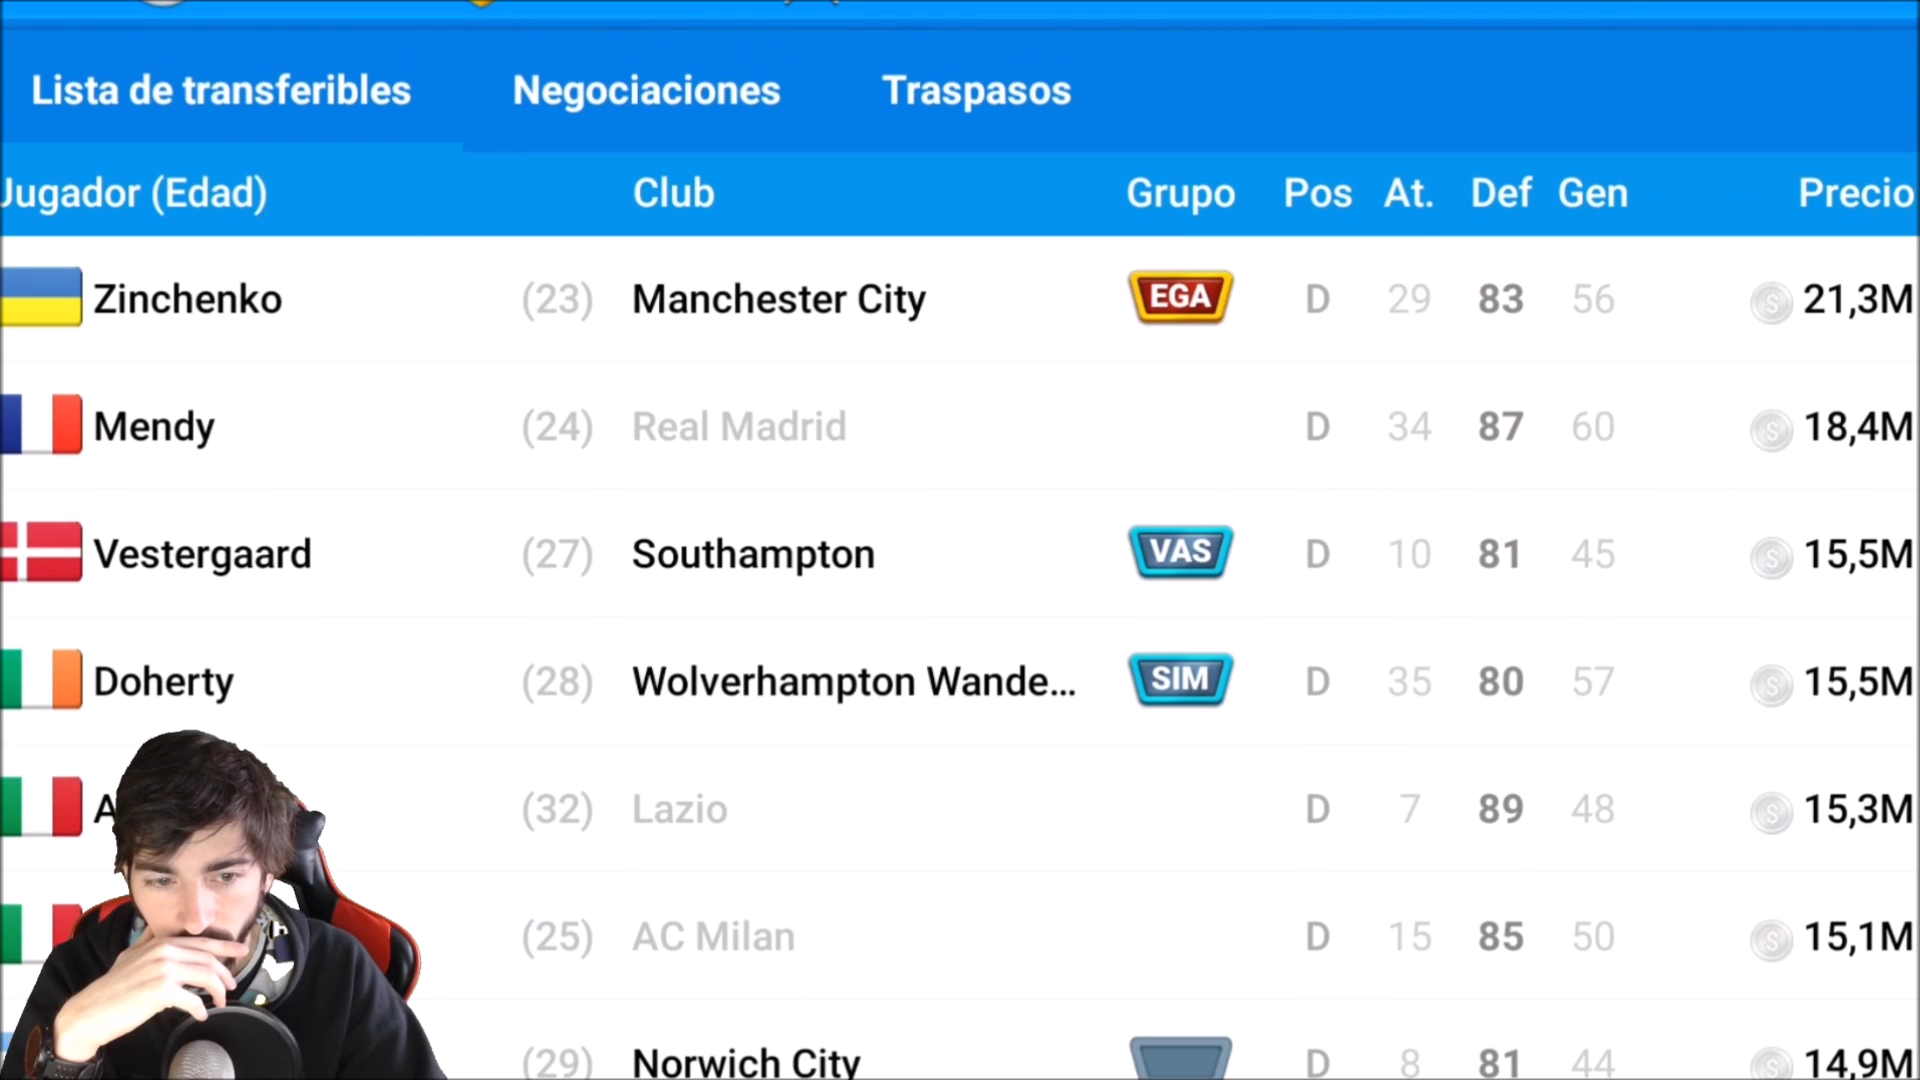 Lista de transferibles Negociaciones Traspasos
Jugador (Edad) Club Grupo Pos At. Def Gen Precio
Zinchenko (23) Manchester City EGA D 29 83 56 21,3M
Mendy (24) Real Madrid D 34 87 60 18,4M
Vestergaard (27) Southampton VAS D 10 81 45 15,5M
Doherty (28) Wolverhampton Wande... SIM D 35 80 57 15,5M
(32) Lazio D 7 89 48 15,3M
(25) AC Milan D 15 85 50 15,1M
(29) Norwich City D 8 81 44 14,9M